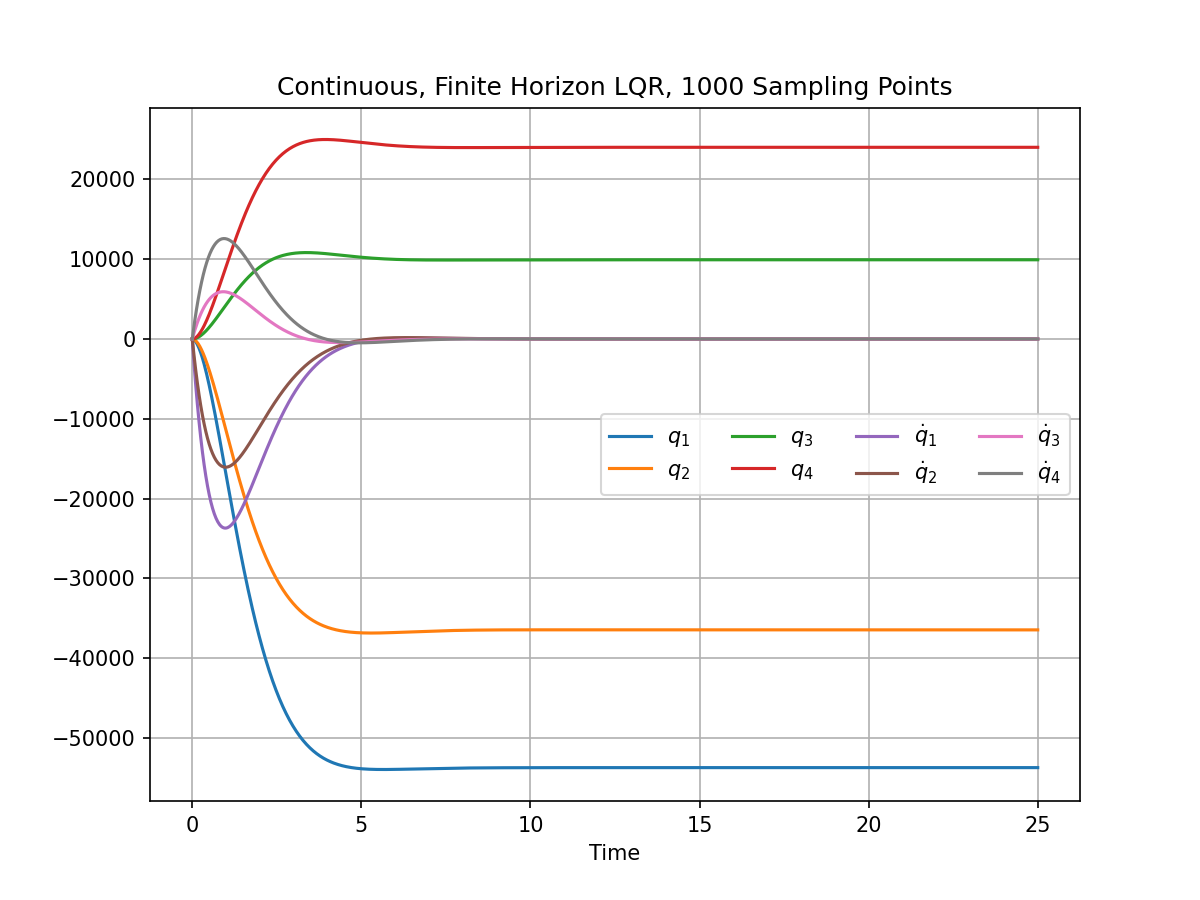 Continuous, Finite Horizon LQR, 1000 Sampling Points
20000
10000
0
−10000
−20000
−30000
−40000
−50000
q₁ q₃ q̇₁ q̇₃
q₂ q₄ q̇₂ q̇₄
0 5 10 15 20 25
Time